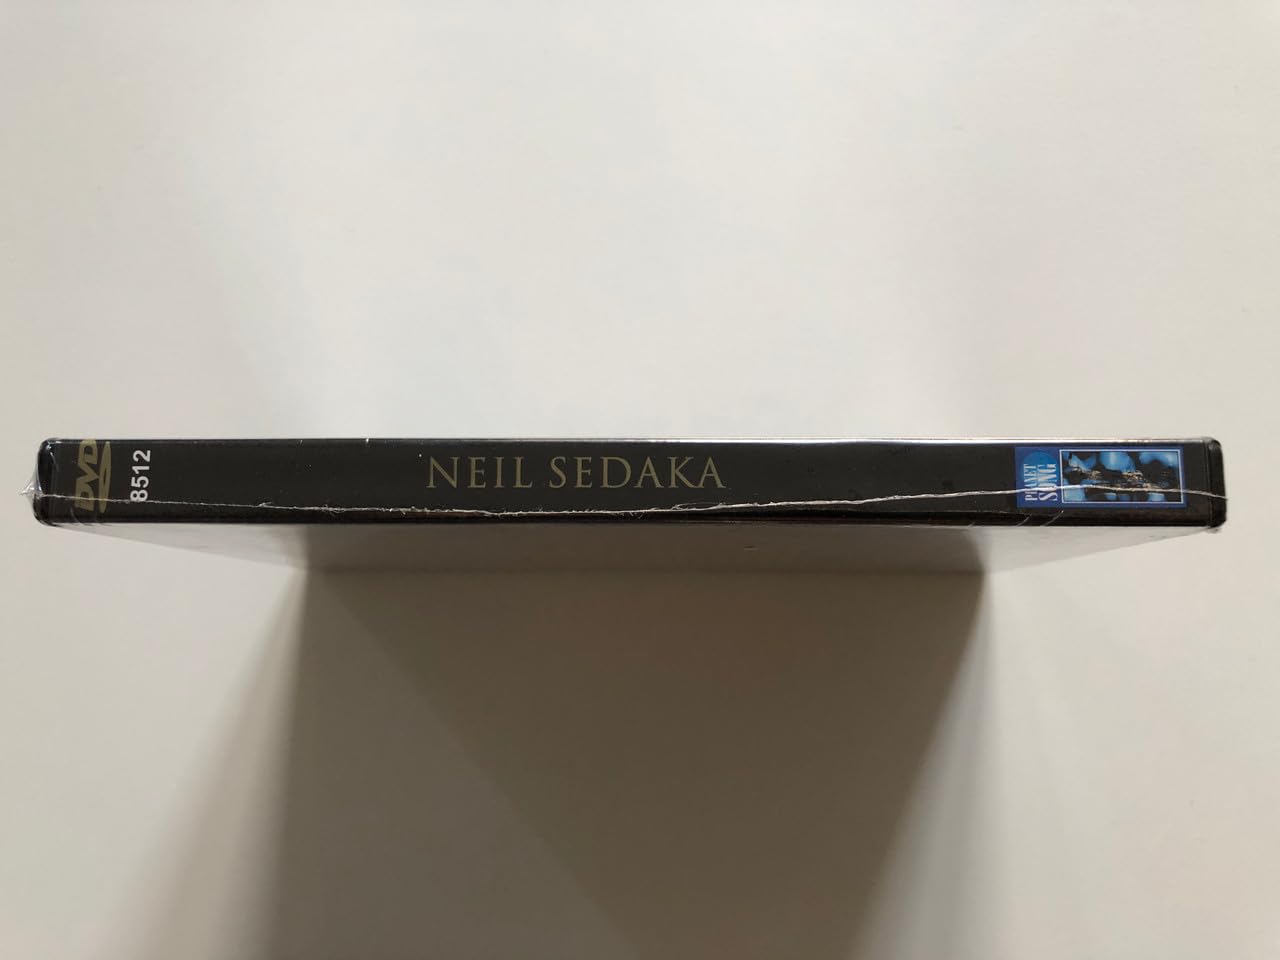 DVD
8512
NEIL SEDAKA
PLANET
SONG